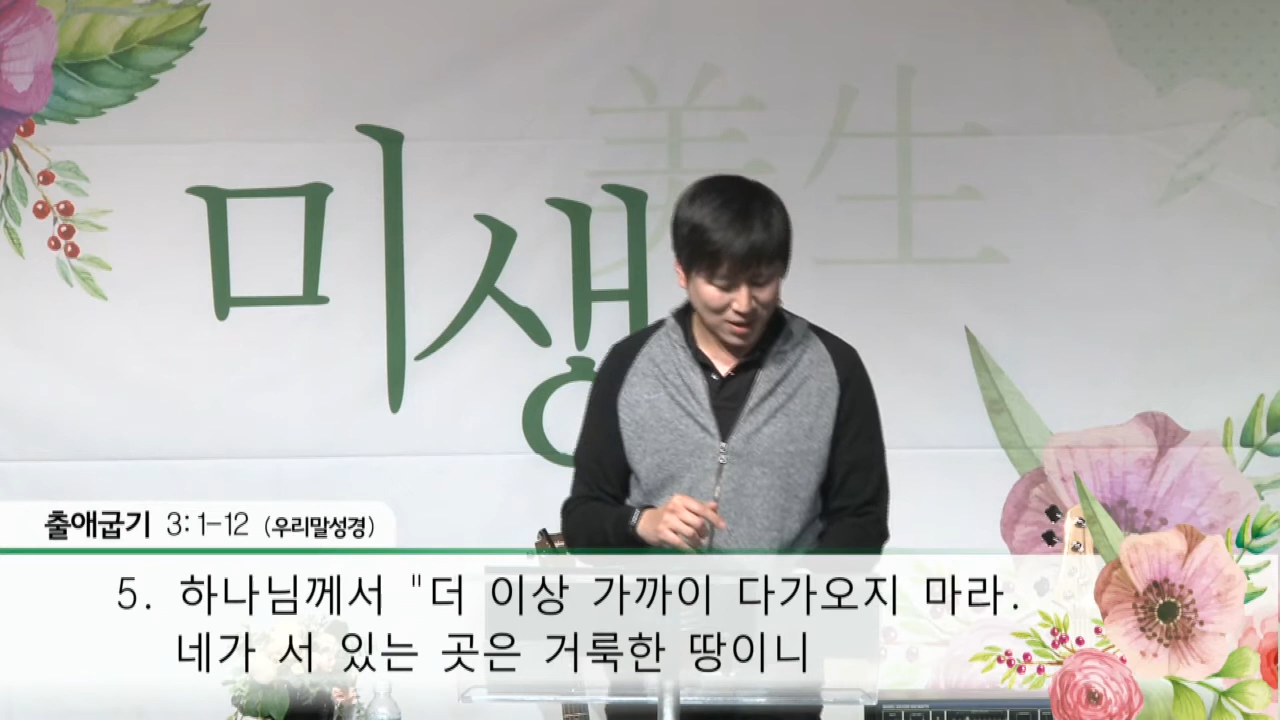 美生
미생
출애굽기 3:1-12 (우리말성경)
5. 하나님께서 "더 이상 가까이 다가오지 마라.
네가 서 있는 곳은 거룩한 땅이니